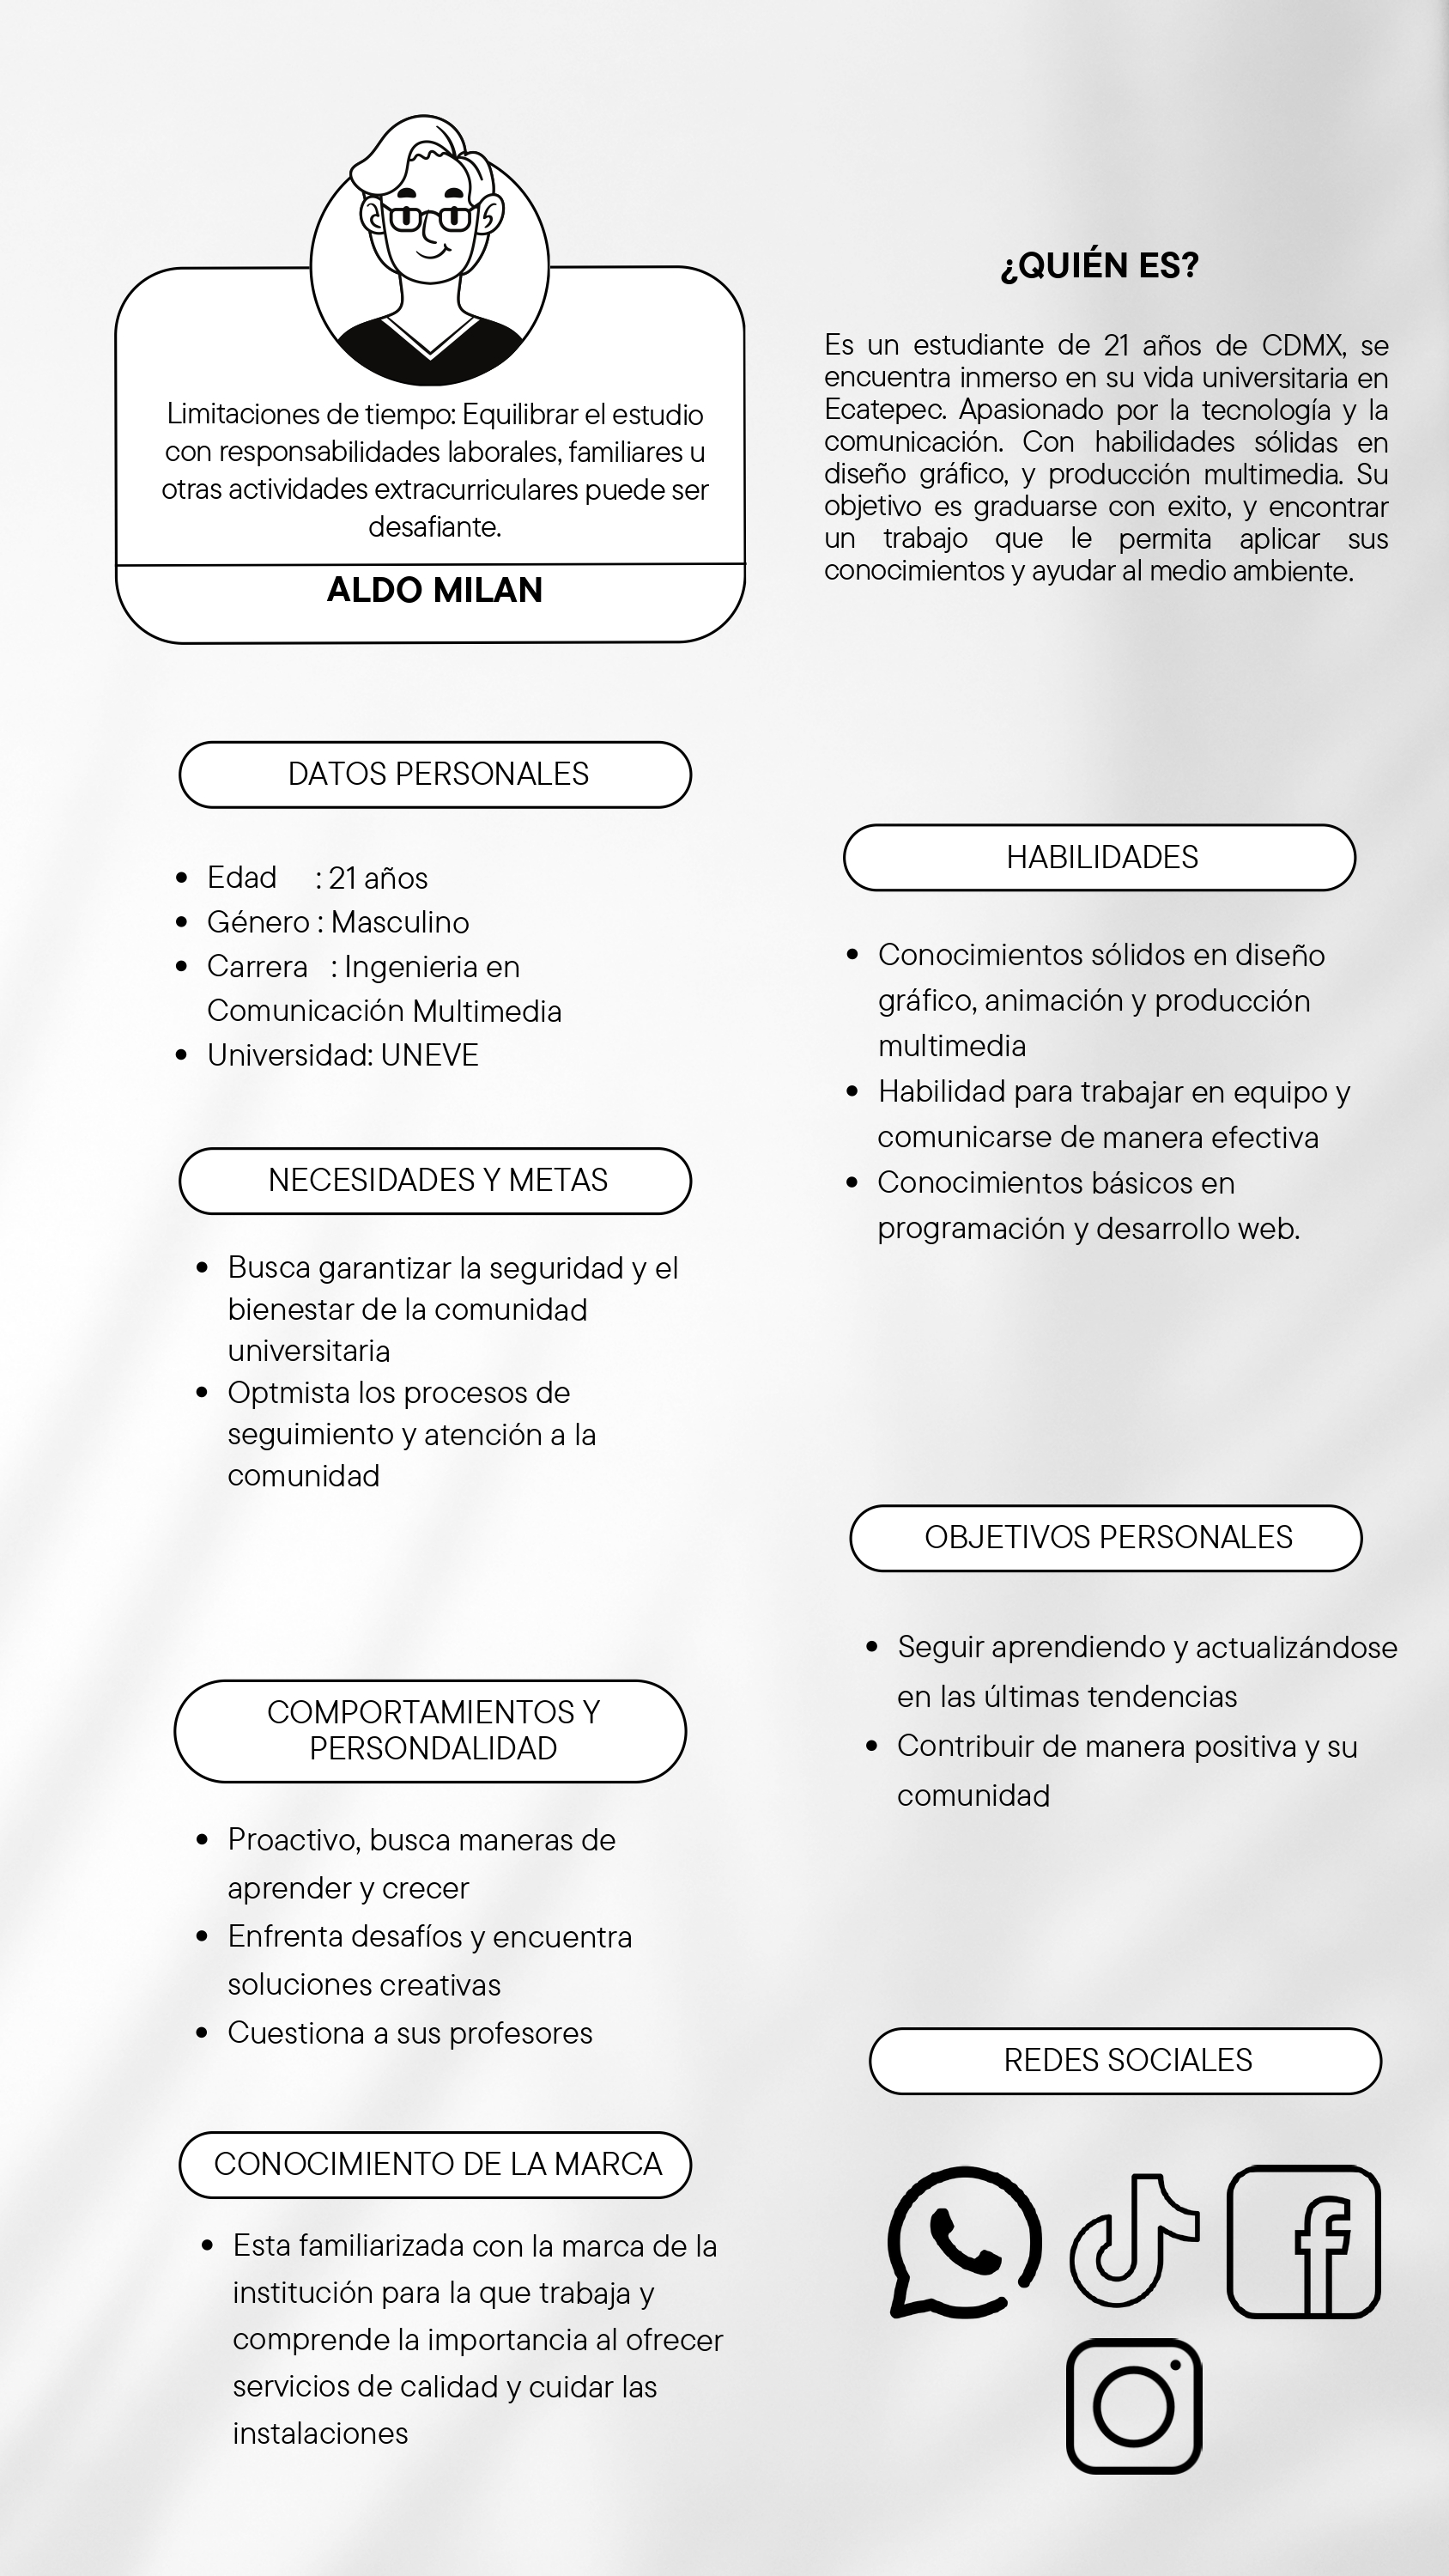 Limitaciones de tiempo: Equilibrar el estudio
con responsabilidades laborales, familiares u
otras actividades extracurriculares puede ser
desafiante.
ALDO MILAN
¿QUIÉN ES?
Es un estudiante de 21 años de CDMX, se
encuentra inmerso en su vida universitaria en
Ecatepec. Apasionado por la tecnología y la
comunicación. Con habilidades sólidas en
diseño gráfico, y producción multimedia. Su
objetivo es graduarse con exito, y encontrar
un trabajo que le permita aplicar sus
conocimientos y ayudar al medio ambiente.
DATOS PERSONALES
• Edad : 21 años
• Género : Masculino
• Carrera : Ingenieria en
Comunicación Multimedia
• Universidad: UNEVE
NECESIDADES Y METAS
• Busca garantizar la seguridad y el
bienestar de la comunidad
universitaria
• Optmista los procesos de
seguimiento y atención a la
comunidad
COMPORTAMIENTOS Y
PERSONDALIDAD
• Proactivo, busca maneras de
aprender y crecer
• Enfrenta desafíos y encuentra
soluciones creativas
• Cuestiona a sus profesores
CONOCIMIENTO DE LA MARCA
• Esta familiarizada con la marca de la
institución para la que trabaja y
comprende la importancia al ofrecer
servicios de calidad y cuidar las
instalaciones
HABILIDADES
• Conocimientos sólidos en diseño
gráfico, animación y producción
multimedia
• Habilidad para trabajar en equipo y
comunicarse de manera efectiva
• Conocimientos básicos en
programación y desarrollo web.
OBJETIVOS PERSONALES
• Seguir aprendiendo y actualizándose
en las últimas tendencias
• Contribuir de manera positiva y su
comunidad
REDES SOCIALES